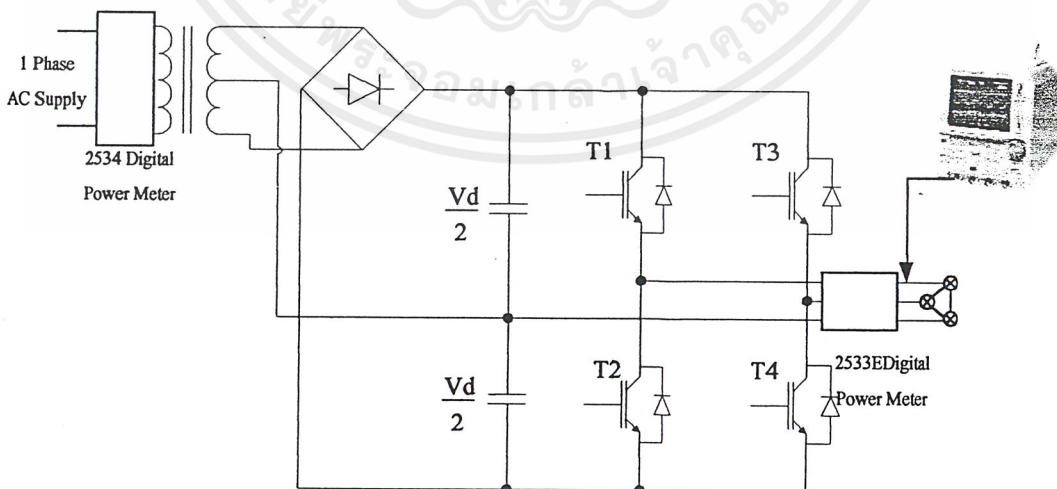 1 Phase
AC Supply
2534 Digital
Power Meter
Vd
2
Vd
2
T1
T3
T2
T4
2533EDigital
Power Meter